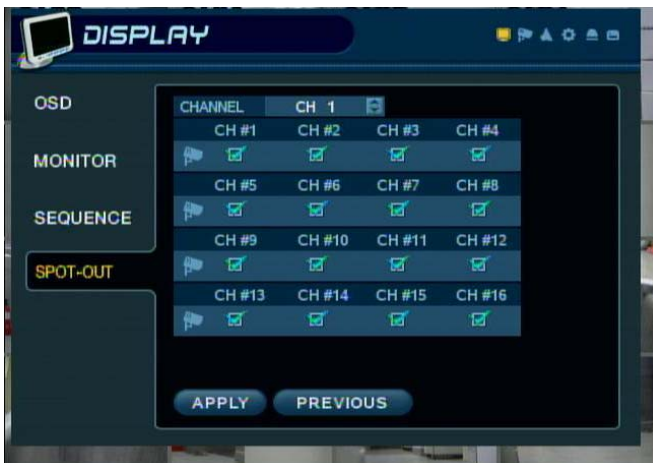 DISPLAY
OSD
MONITOR
SEQUENCE
SPOT-OUT
CHANNEL CH 1
CH #1 CH #2 CH #3 CH #4
CH #5 CH #6 CH #7 CH #8
CH #9 CH #10 CH #11 CH #12
CH #13 CH #14 CH #15 CH #16
APPLY PREVIOUS